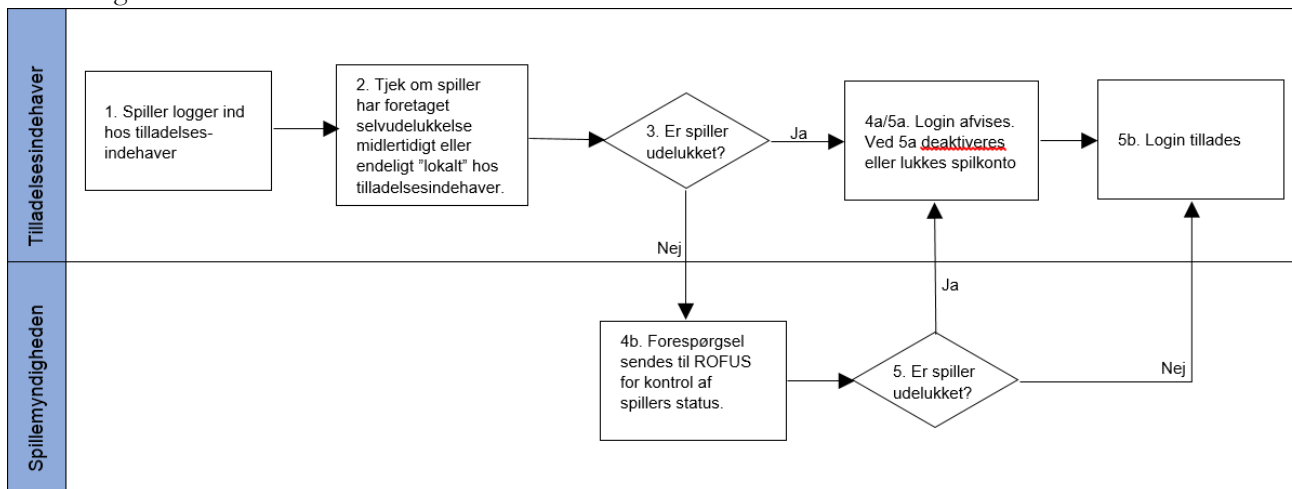 Tilladelsesindehaver
1. Spiller logger ind
hos tilladelses-
indehaver
2. Tjek om spiller
har foretaget
selvudelukkelse
midlertidigt eller
endeligt ”lokalt” hos
tilladelsesindehaver.
3. Er spiller
udelukket?
Ja
4a/5a. Login afvises.
Ved 5a deaktiveres
eller lukkes spilkonto
5b. Login tillades
Nej
Spillemyndigheden
4b. Forespørgsel
sendes til ROFUS
for kontrol af
spillers status.
5. Er spiller
udelukket?
Ja
Nej